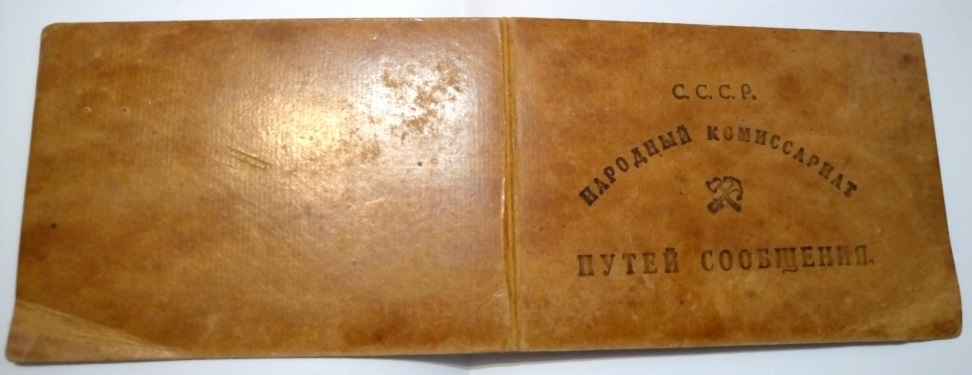 С.С.С.Р.
НАРОДНЫЙ КОМИССАРИАТ
ПУТЕЙ СООБЩЕНИЯ.